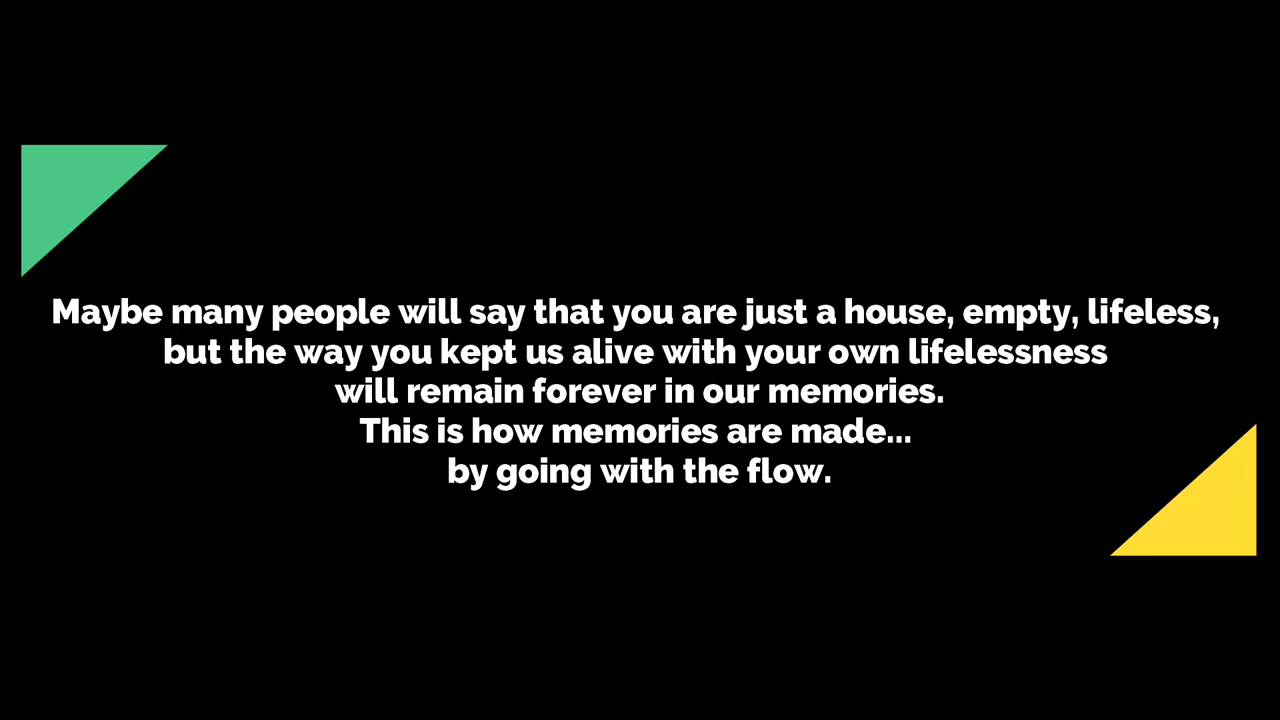 Maybe many people will say that you are just a house, empty, lifeless,
but the way you kept us alive with your own lifelessness
will remain forever in our memories.
This is how memories are made...
by going with the flow.